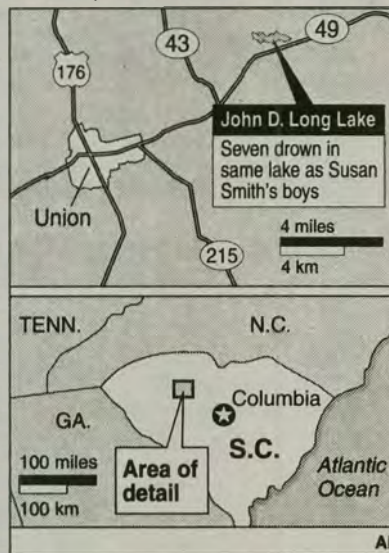 43
49
176
John D. Long Lake
Seven drown in
same lake as Susan
Smith's boys
Union
4 miles
4 km
215
TENN.
N.C.
Columbia
GA.
S.C.
100 miles
100 km
Area of
detail
Atlantic
Ocean